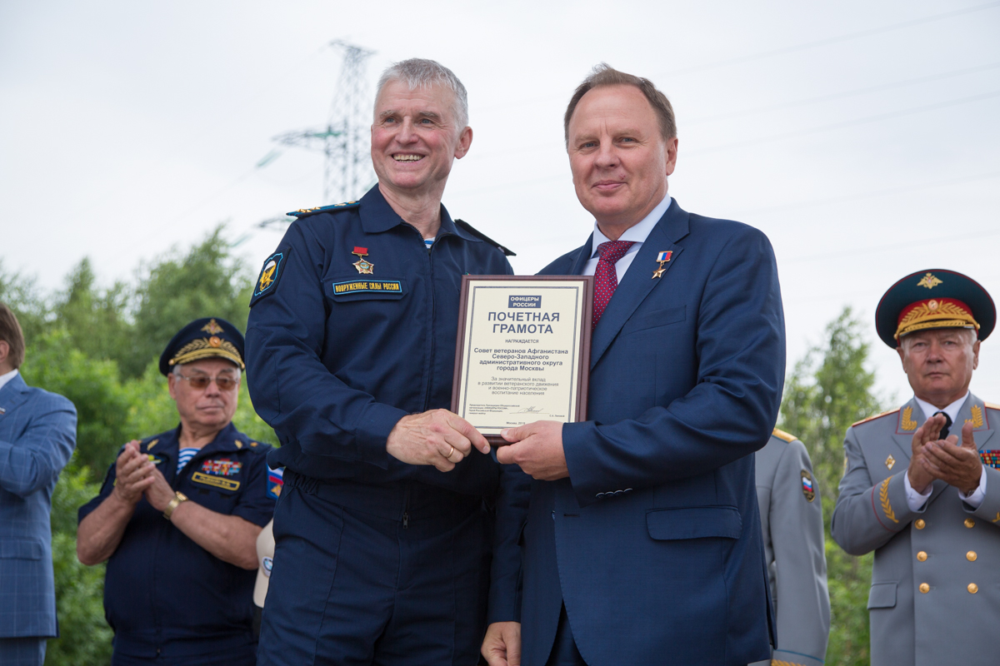 ОФИЦЕРЫ
РОССИИ
ПОЧЕТНАЯ
ГРАМОТА
НАГРАЖДАЕТСЯ
Совет ветеранов Афганистана
Северо-Западного
административного округа
города Москвы
За значительный вклад
в развитии ветеранского движения
и военно-патриотическое
воспитание населения
ВООРУЖЕННЫЕ СИЛЫ РОССИИ